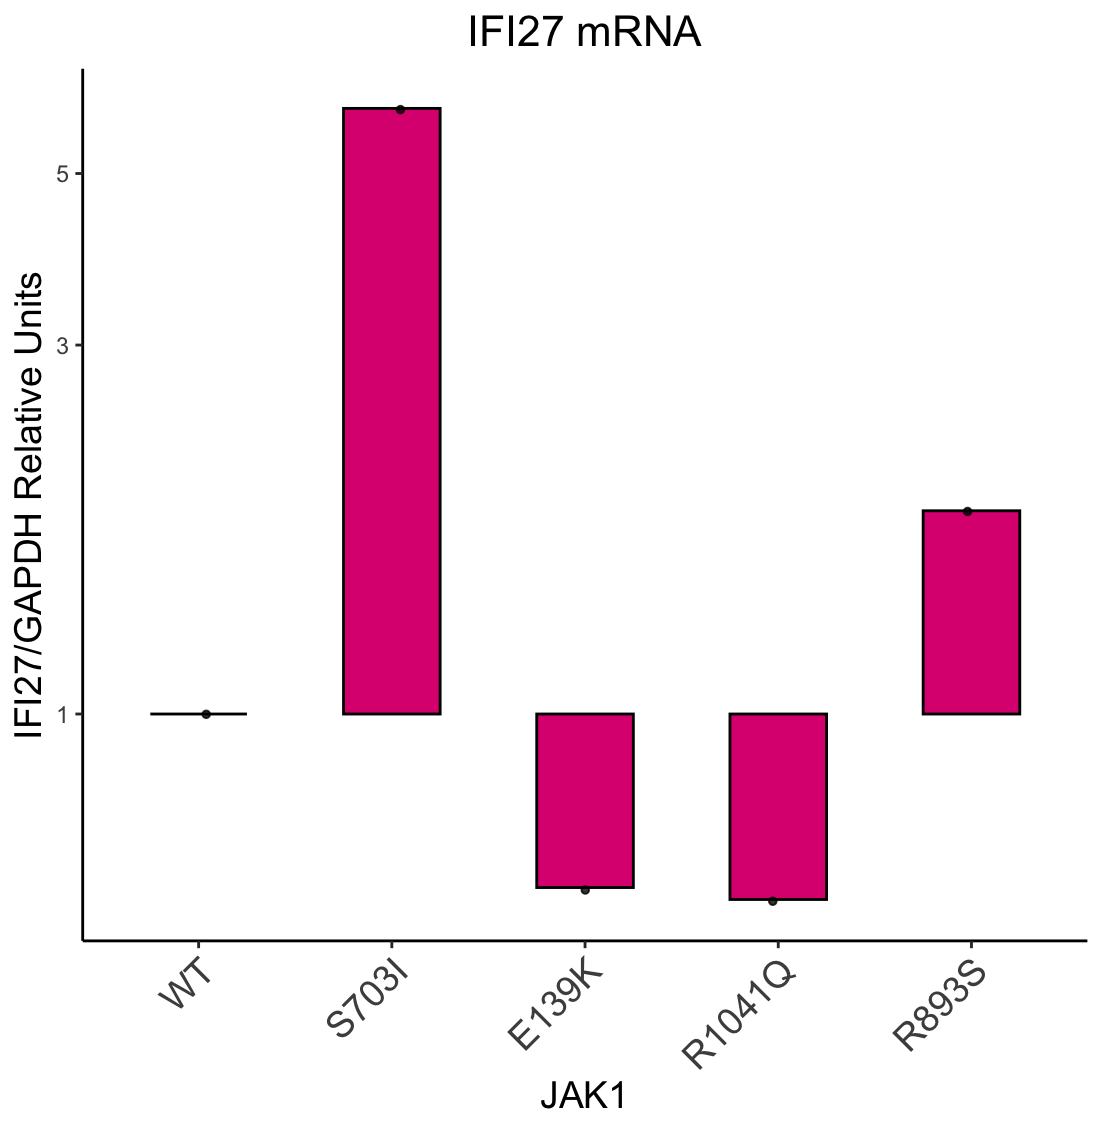 IFI27 mRNA
IFI27/GAPDH Relative Units
5
3
1
WT
S703I
E139K
R1041Q
R893S
JAK1